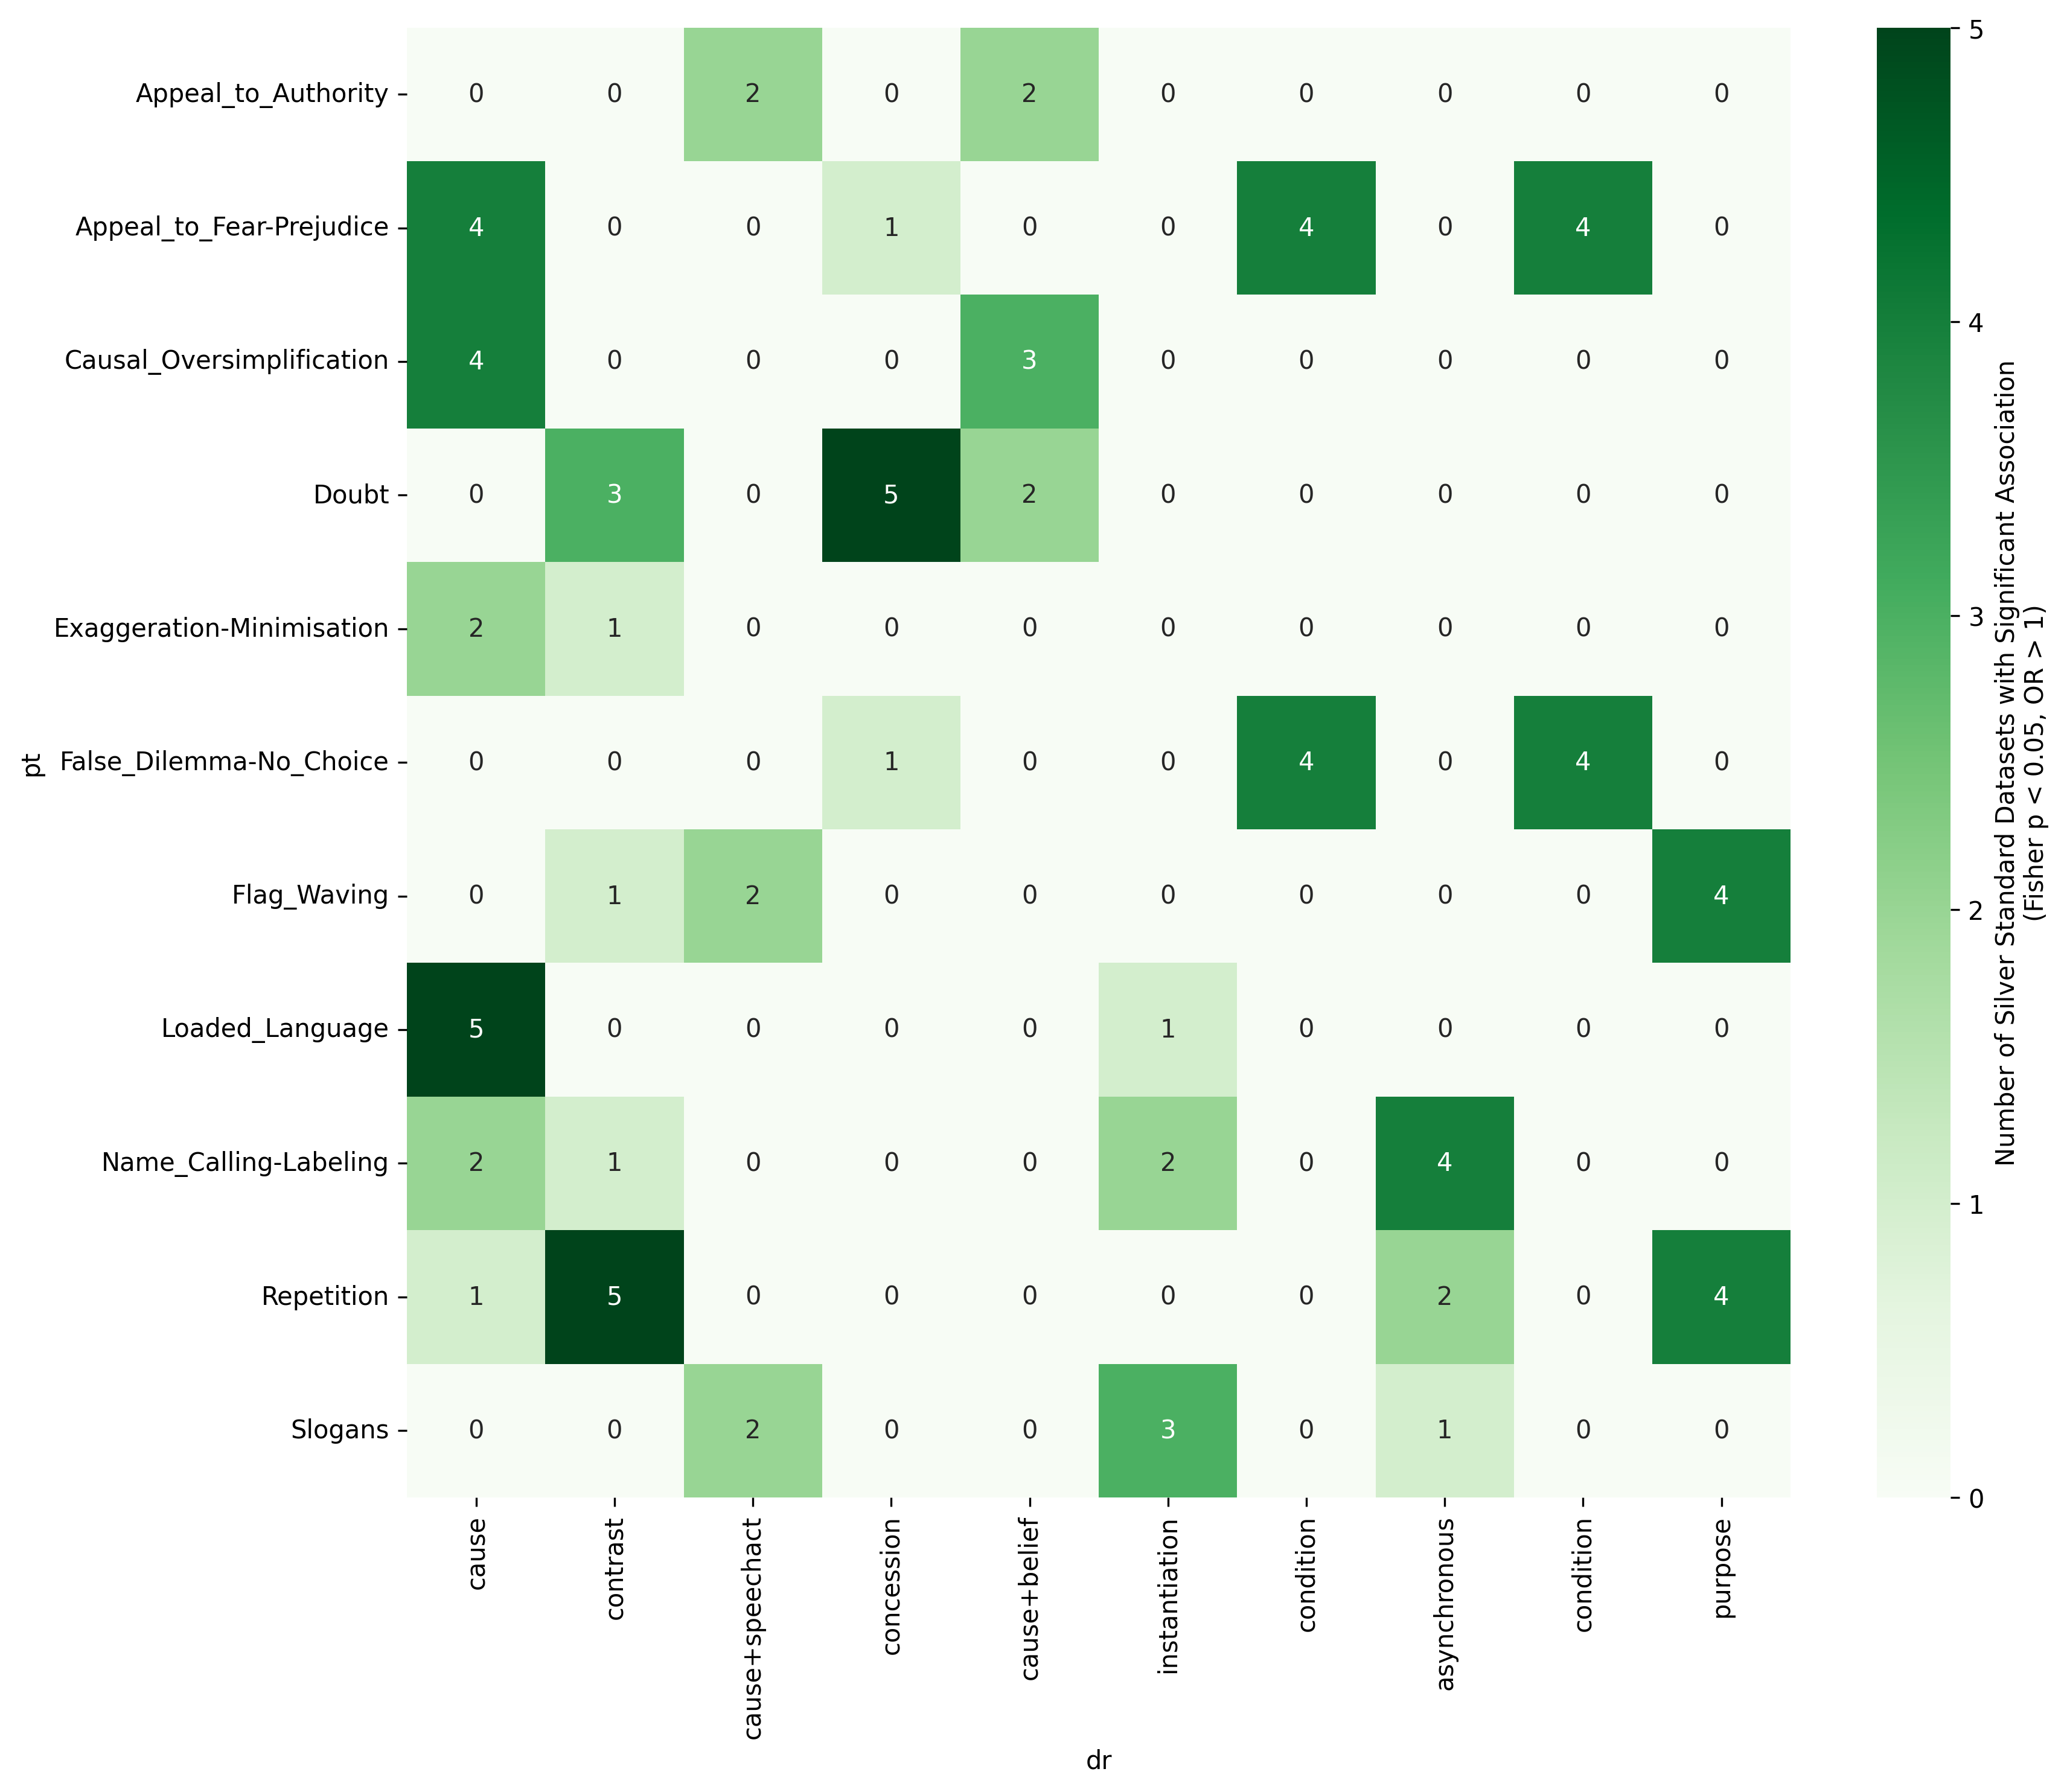 Appeal_to_Authority 0 0 2 0 2 0 0 0 0 0
Appeal_to_Fear-Prejudice 4 0 0 1 0 0 4 0 4 0
Causal_Oversimplification 4 0 0 0 3 0 0 0 0 0
Doubt 0 3 0 5 2 0 0 0 0 0
Exaggeration-Minimisation 2 1 0 0 0 0 0 0 0 0
False_Dilemma-No_Choice 0 0 0 1 0 0 4 0 4 0
Flag_Waving 0 1 2 0 0 0 0 0 0 4
Loaded_Language 5 0 0 0 0 1 0 0 0 0
Name_Calling-Labeling 2 1 0 0 0 2 0 4 0 0
Repetition 1 5 0 0 0 0 0 2 0 4
Slogans 0 0 2 0 0 3 0 1 0 0
pt
cause
contrast
cause+speechact
concession
cause+belief
instantiation
condition
asynchronous
condition
purpose
dr
5
4
3
2
1
0
Number of Silver Standard Datasets with Significant Association
(Fisher p < 0.05, OR > 1)